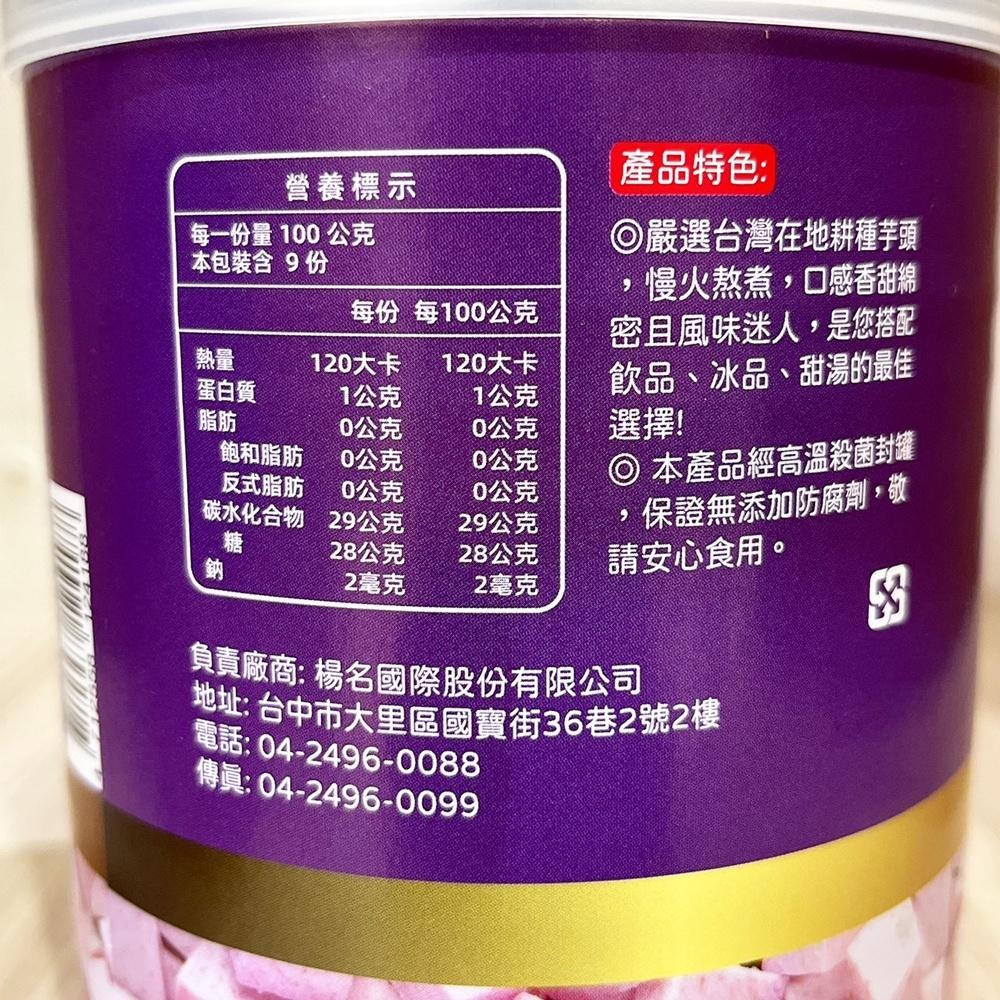 營養標示
每一份量 100 公克
本包裝含 9 份
每份 每100公克
熱量 120大卡 120大卡
蛋白質 1公克 1公克
脂肪 0公克 0公克
飽和脂肪 0公克 0公克
反式脂肪 0公克 0公克
碳水化合物 29公克 29公克
糖 28公克 28公克
鈉 2毫克 2毫克
產品特色:
◎嚴選台灣在地耕種芋頭
，慢火熬煮，口感香甜綿
密且風味迷人，是您搭配
飲品、冰品、甜湯的最佳
選擇!
◎ 本產品經高溫殺菌封罐
，保證無添加防腐劑，敬
請安心食用。
負責廠商: 楊名國際股份有限公司
地址: 台中市大里區國寶街36巷2號2樓
電話: 04-2496-0088
傳真: 04-2496-0099